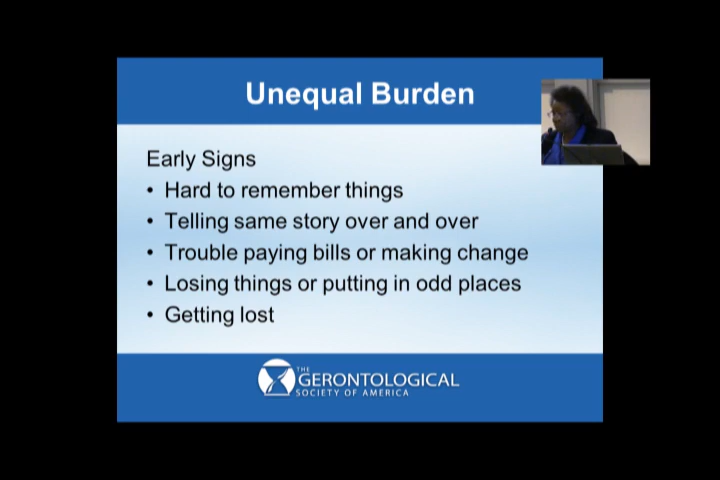 Unequal Burden
Early Signs
• Hard to remember things
• Telling same story over and over
• Trouble paying bills or making change
• Losing things or putting in odd places
• Getting lost
THE
GERONTOLOGICAL
SOCIETY OF AMERICA